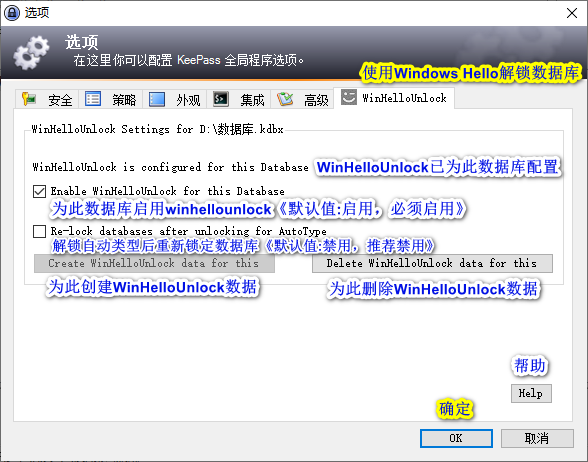 选项
选项
在这里你可以配置 KeePass 全局程序选项。
使用Windows Hello解锁数据库
安全 策略 外观 集成 高级 WinHelloUnlock
WinHelloUnlock Settings for D:\数据库.kdbx
WinHelloUnlock is configured for this Database WinHelloUnlock已为此数据库配置
Enable WinHelloUnlock for this Database
为此数据库启用winhellounlock《默认值:启用，必须启用》
Re-lock databases after unlocking for AutoType
解锁自动类型后重新锁定数据库《默认值:禁用，推荐禁用》
Create WinHelloUnlock data for this Delete WinHelloUnlock data for this
为此创建WinHelloUnlock数据 为此删除WinHelloUnlock数据
帮助
Help
确定
OK 取消